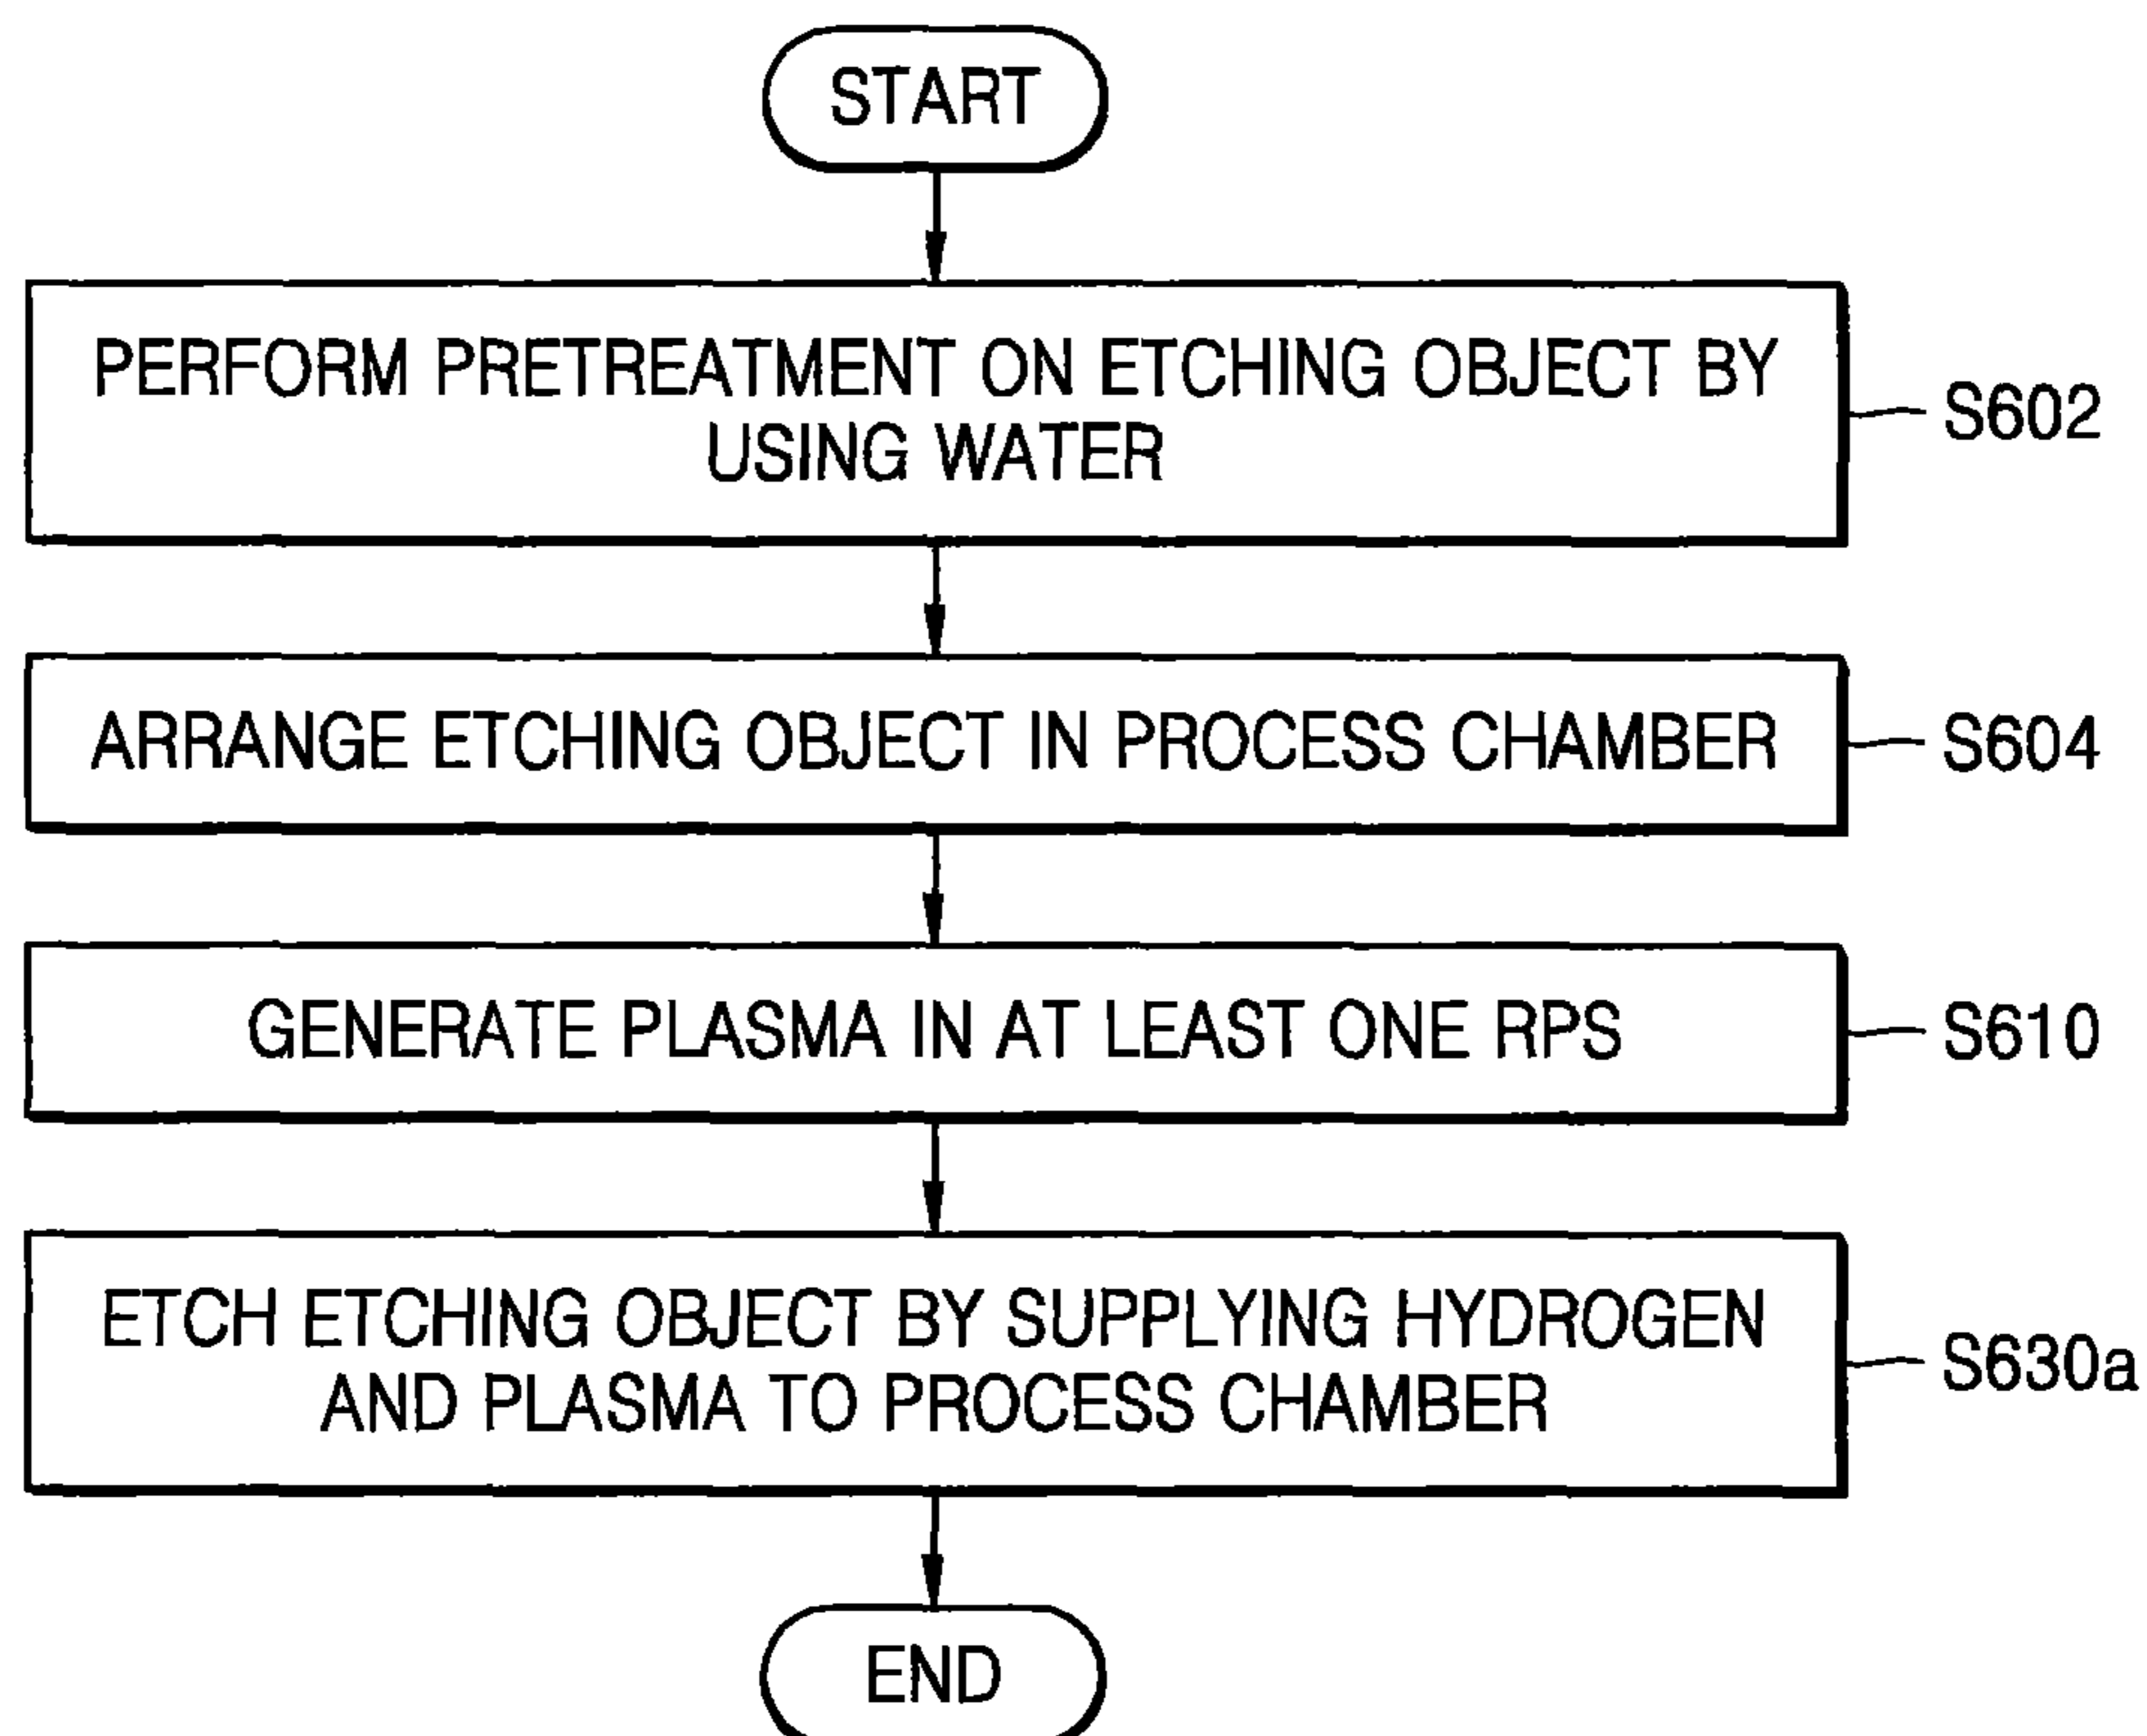 START
PERFORM PRETREATMENT ON ETCHING OBJECT BY
USING WATER
S602
ARRANGE ETCHING OBJECT IN PROCESS CHAMBER
S604
GENERATE PLASMA IN AT LEAST ONE RPS
S610
ETCH ETCHING OBJECT BY SUPPLYING HYDROGEN
AND PLASMA TO PROCESS CHAMBER
S630a
END